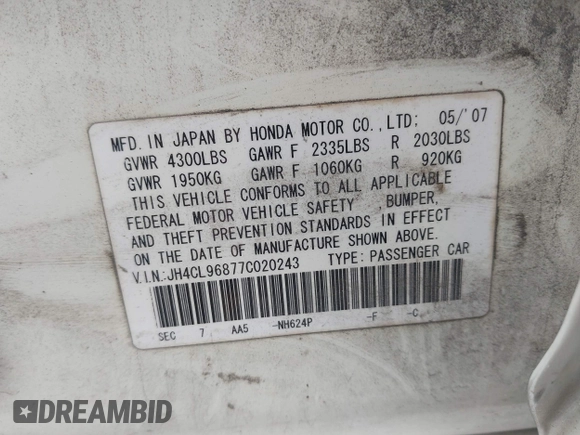 MFD. IN JAPAN BY HONDA MOTOR CO., LTD: 05/'07
GVWR 4300LBS GAWR F 2335LBS R 2030LBS
GVWR 1950KG GAWR F 1060KG R 920KG
THIS VEHICLE CONFORMS TO ALL APPLICABLE
FEDERAL MOTOR VEHICLE SAFETY , BUMPER,
AND THEFT PREVENTION STANDARDS IN EFFECT
ON THE DATE OF MANUFACTURE SHOWN ABOVE.
V.I.N.:JH4CL96877C020243 TYPE: PASSENGER CAR
SEC 7 AA5 -NH624P -F -C
DREAMBID